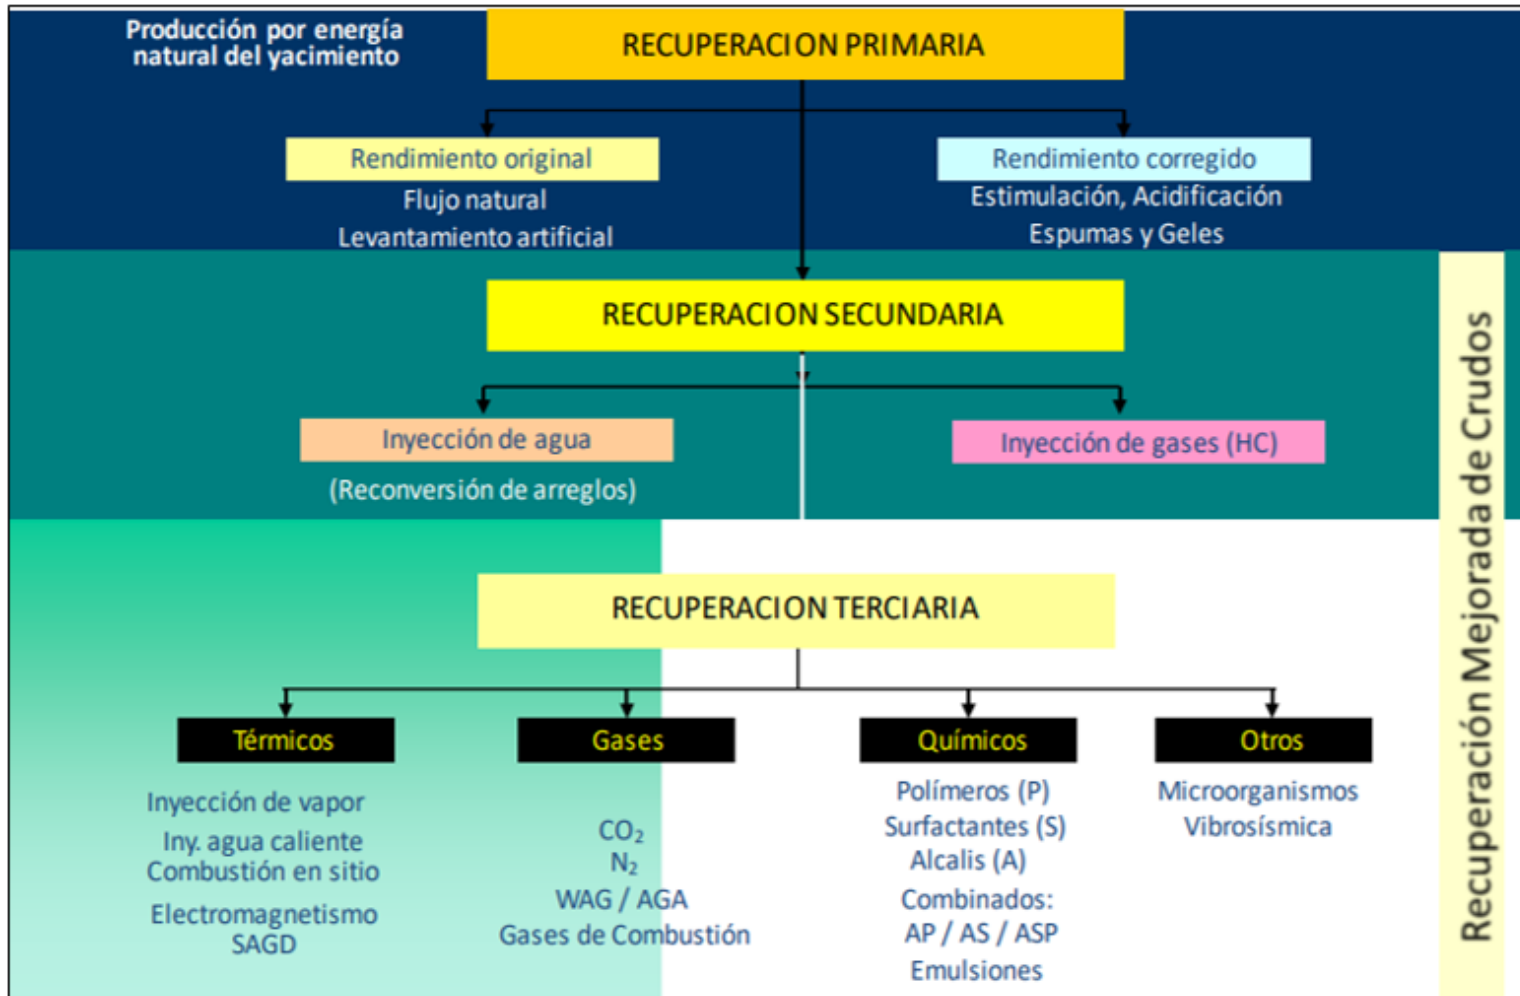 Producción por energía
natural del yacimiento
RECUPERACION PRIMARIA
Rendimiento original
Flujo natural
Levantamiento artificial
Rendimiento corregido
Estimulación, Acidificación
Espumas y Geles
RECUPERACION SECUNDARIA
Inyección de agua
(Reconversión de arreglos)
Inyección de gases (HC)
RECUPERACION TERCIARIA
Térmicos
Inyección de vapor
Iny. agua caliente
Combustión en sitio
Electromagnetismo
SAGD
Gases
CO₂
N₂
WAG / AGA
Gases de Combustión
Químicos
Polímeros (P)
Surfactantes (S)
Alcalis (A)
Combinados:
AP / AS / ASP
Emulsiones
Otros
Microorganismos
Vibrosísmica
Recuperación Mejorada de Crudos